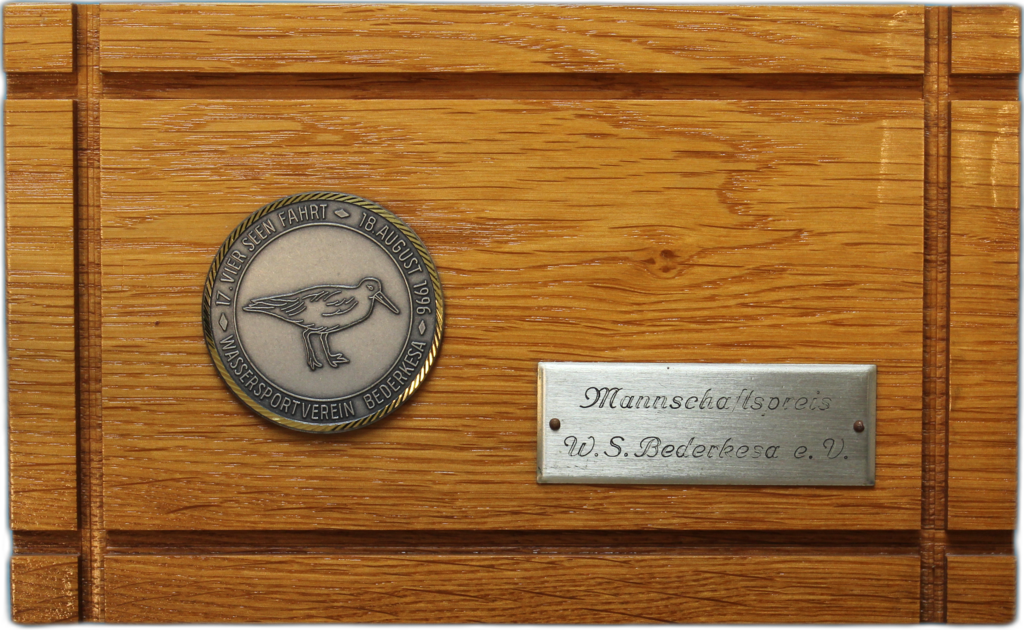 17. VIER SEEN FAHRT ◊ 18. AUGUST 1996
◊ WASSERSPORTVEREIN BEDERKESA ◊
Mannschaftspreis
W. S. Bederkesa e. V.